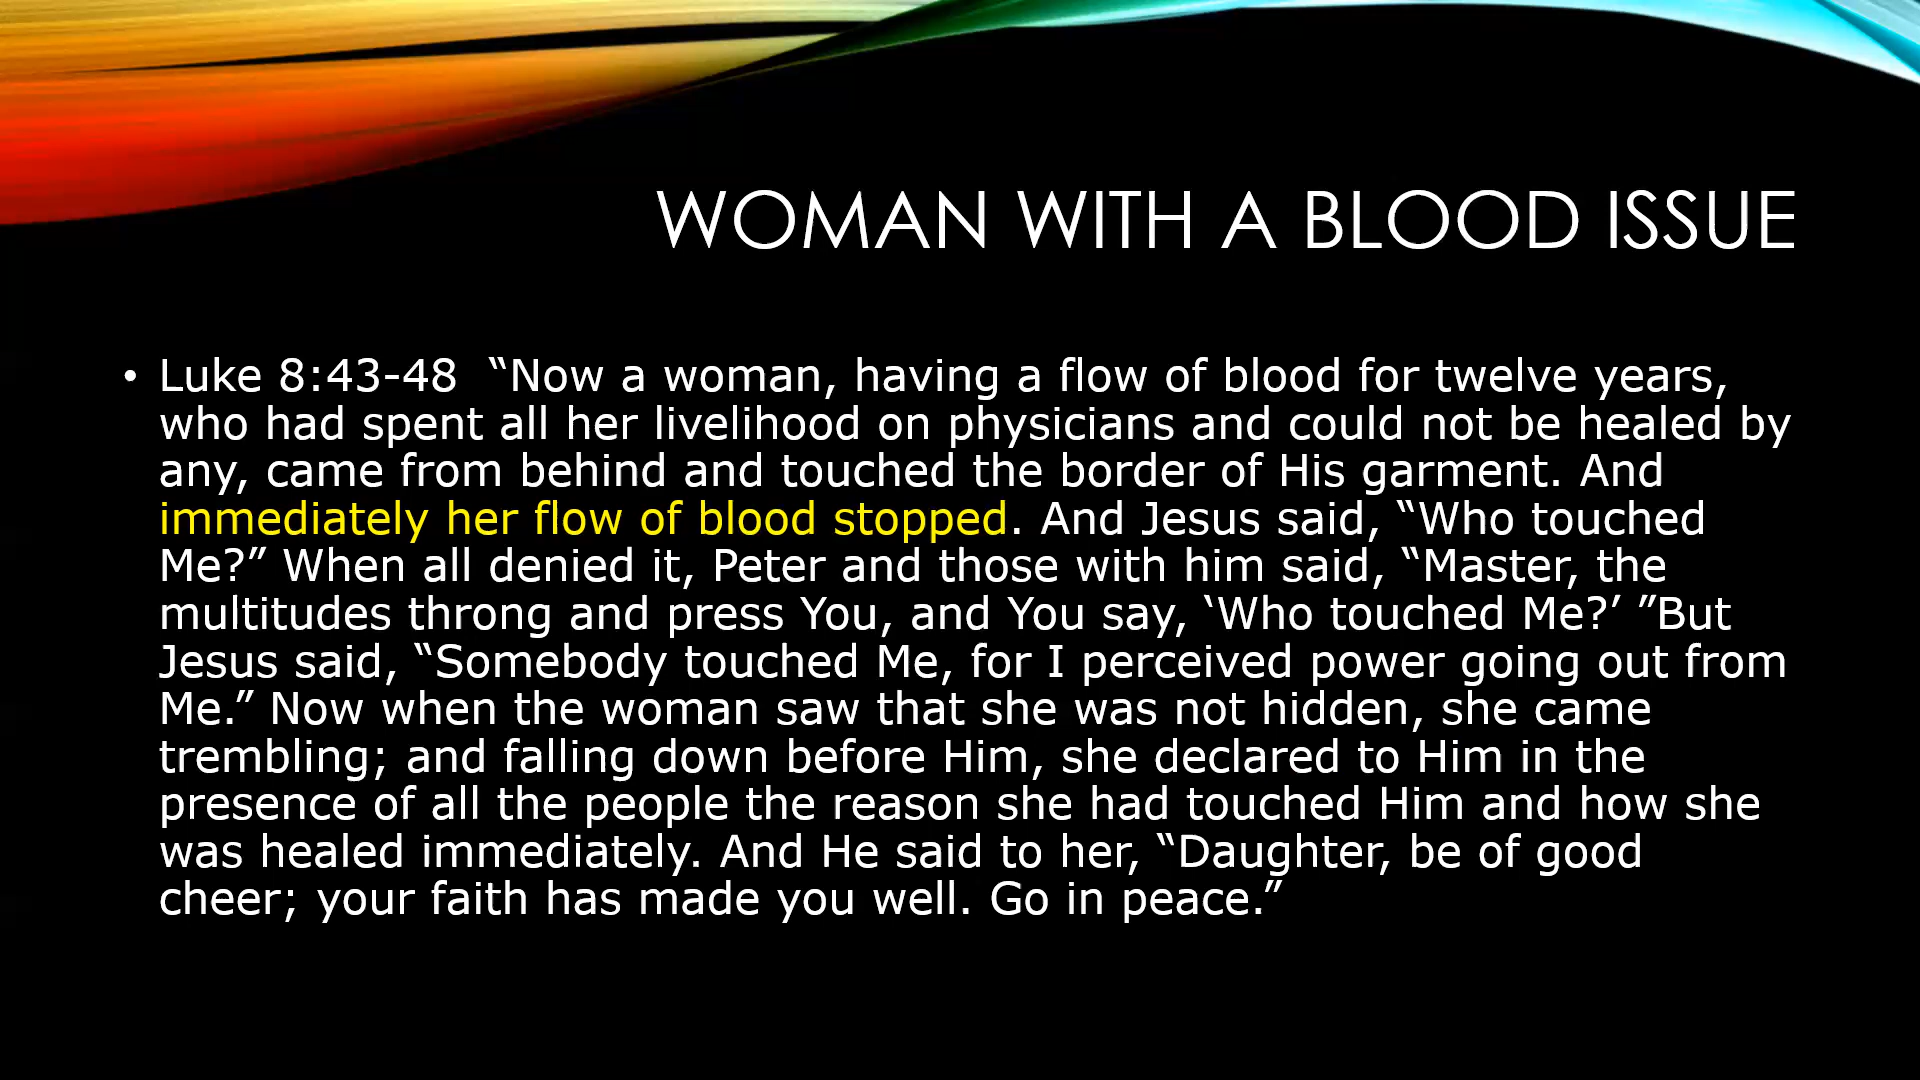 WOMAN WITH A BLOOD ISSUE
• Luke 8:43-48  “Now a woman, having a flow of blood for twelve years,
who had spent all her livelihood on physicians and could not be healed by
any, came from behind and touched the border of His garment. And
immediately her flow of blood stopped. And Jesus said, “Who touched
Me?” When all denied it, Peter and those with him said, “Master, the
multitudes throng and press You, and You say, ‘Who touched Me?’ ”But
Jesus said, “Somebody touched Me, for I perceived power going out from
Me.” Now when the woman saw that she was not hidden, she came
trembling; and falling down before Him, she declared to Him in the
presence of all the people the reason she had touched Him and how she
was healed immediately. And He said to her, “Daughter, be of good
cheer; your faith has made you well. Go in peace.”